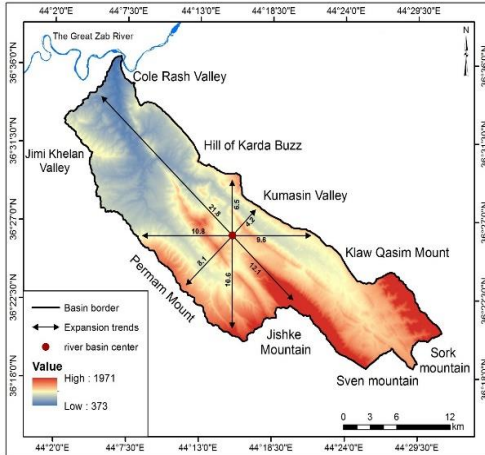 44°2'0"E 44°7'30"E 44°13'0"E 44°18'30"E 44°24'0"E 44°29'30"E
The Great Zab River
N
36°36'0"N
Cole Rash Valley
36°31'30"N
36°31'30"N
Hill of Karda Buzz
Jimi Khelan
Valley
Kumasin Valley
6.5
4.2
21.8
36°27'0"N
10.8
9.6
Klaw Qasim Mount
8.1
12.1
10.6
Permam Mount
36°22'30"N
Basin border
Expansion trends
river basin center
Value
High : 1971
Low : 373
Jishke
Mountain
Sork
mountain
Sven mountain
36°18'0"N
0 3 6 12
km
44°2'0"E 44°7'30"E 44°13'0"E 44°18'30"E 44°24'0"E 44°29'30"E